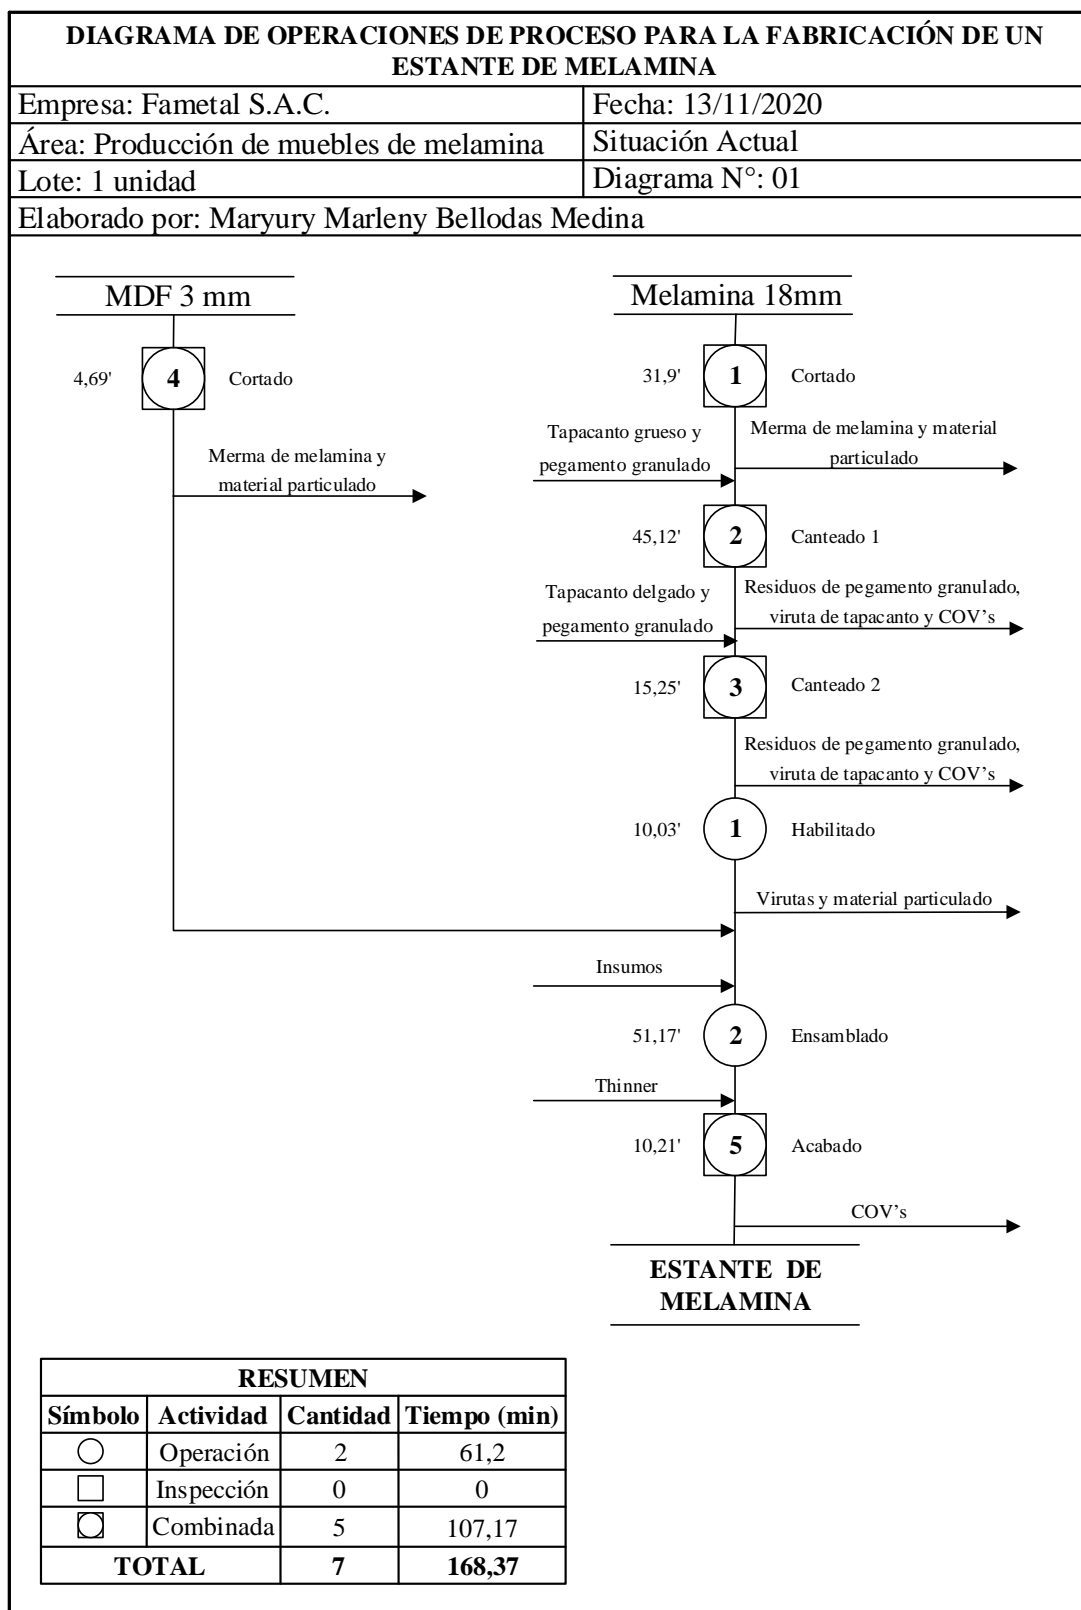 DIAGRAMA DE OPERACIONES DE PROCESO PARA LA FABRICACIÓN DE UN
ESTANTE DE MELAMINA
Empresa: Fametal S.A.C.
Fecha: 13/11/2020
Área: Producción de muebles de melamina
Situación Actual
Lote: 1 unidad
Diagrama N°: 01
Elaborado por: Maryury Marleny Bellodas Medina
MDF 3 mm
Melamina 18mm
4,69'
4
Cortado
31,9'
1
Cortado
Merma de melamina y
material particulado
Tapacanto grueso y
pegamento granulado
Merma de melamina y material
particulado
45,12'
2
Canteado 1
Tapacanto delgado y
pegamento granulado
Residuos de pegamento granulado,
viruta de tapacanto y COV’s
15,25'
3
Canteado 2
Residuos de pegamento granulado,
viruta de tapacanto y COV’s
10,03'
1
Habilitado
Virutas y material particulado
Insumos
51,17'
2
Ensamblado
Thinner
10,21'
5
Acabado
COV’s
ESTANTE DE
MELAMINA
RESUMEN
Símbolo Actividad Cantidad Tiempo (min)
Operación 2 61,2
Inspección 0 0
Combinada 5 107,17
TOTAL 7 168,37